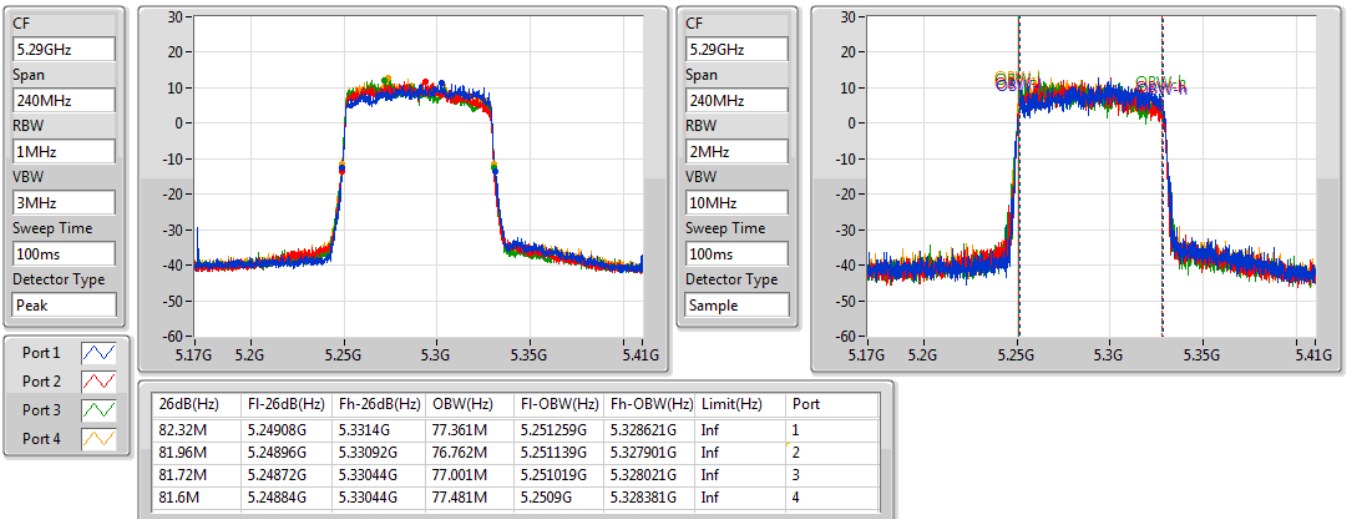 CF
5.29GHz
Span
240MHz
RBW
1MHz
VBW
3MHz
Sweep Time
100ms
Detector Type
Peak
30
20
10
0
-10
-20
-30
-40
-50
-60
5.17G 5.2G 5.25G 5.3G 5.35G 5.41G
CF
5.29GHz
Span
240MHz
RBW
2MHz
VBW
10MHz
Sweep Time
100ms
Detector Type
Sample
30
20
10
0
-10
-20
-30
-40
-50
-60
OBW-h
OBW-h
5.17G 5.2G 5.25G 5.3G 5.35G 5.41G
Port 1
Port 2
Port 3
Port 4
26dB(Hz) Fl-26dB(Hz) Fh-26dB(Hz) OBW(Hz) Fl-OBW(Hz) Fh-OBW(Hz) Limit(Hz) Port
82.32M 5.24908G 5.3314G 77.361M 5.251259G 5.328621G Inf 1
81.96M 5.24896G 5.33092G 76.762M 5.251139G 5.327901G Inf 2
81.72M 5.24872G 5.33044G 77.001M 5.251019G 5.328021G Inf 3
81.6M 5.24884G 5.33044G 77.481M 5.2509G 5.328381G Inf 4